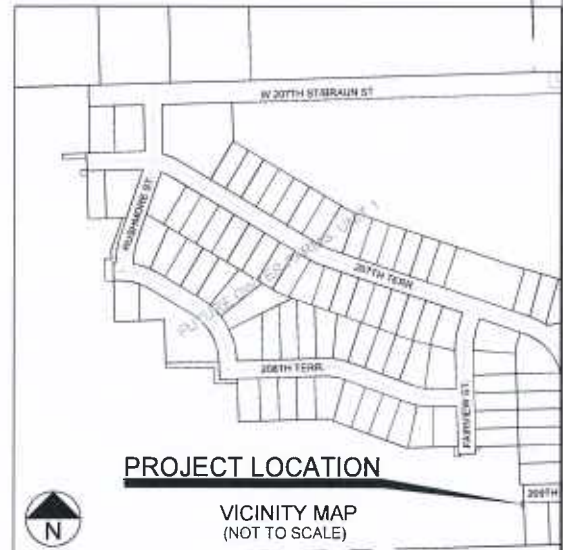 W 207TH ST/BRAUN ST
RUSHMORE ST.
207TH TERR.
208TH TERR.
FAIRVIEW ST.
209TH
PROJECT LOCATION
VICINITY MAP
(NOT TO SCALE)
N